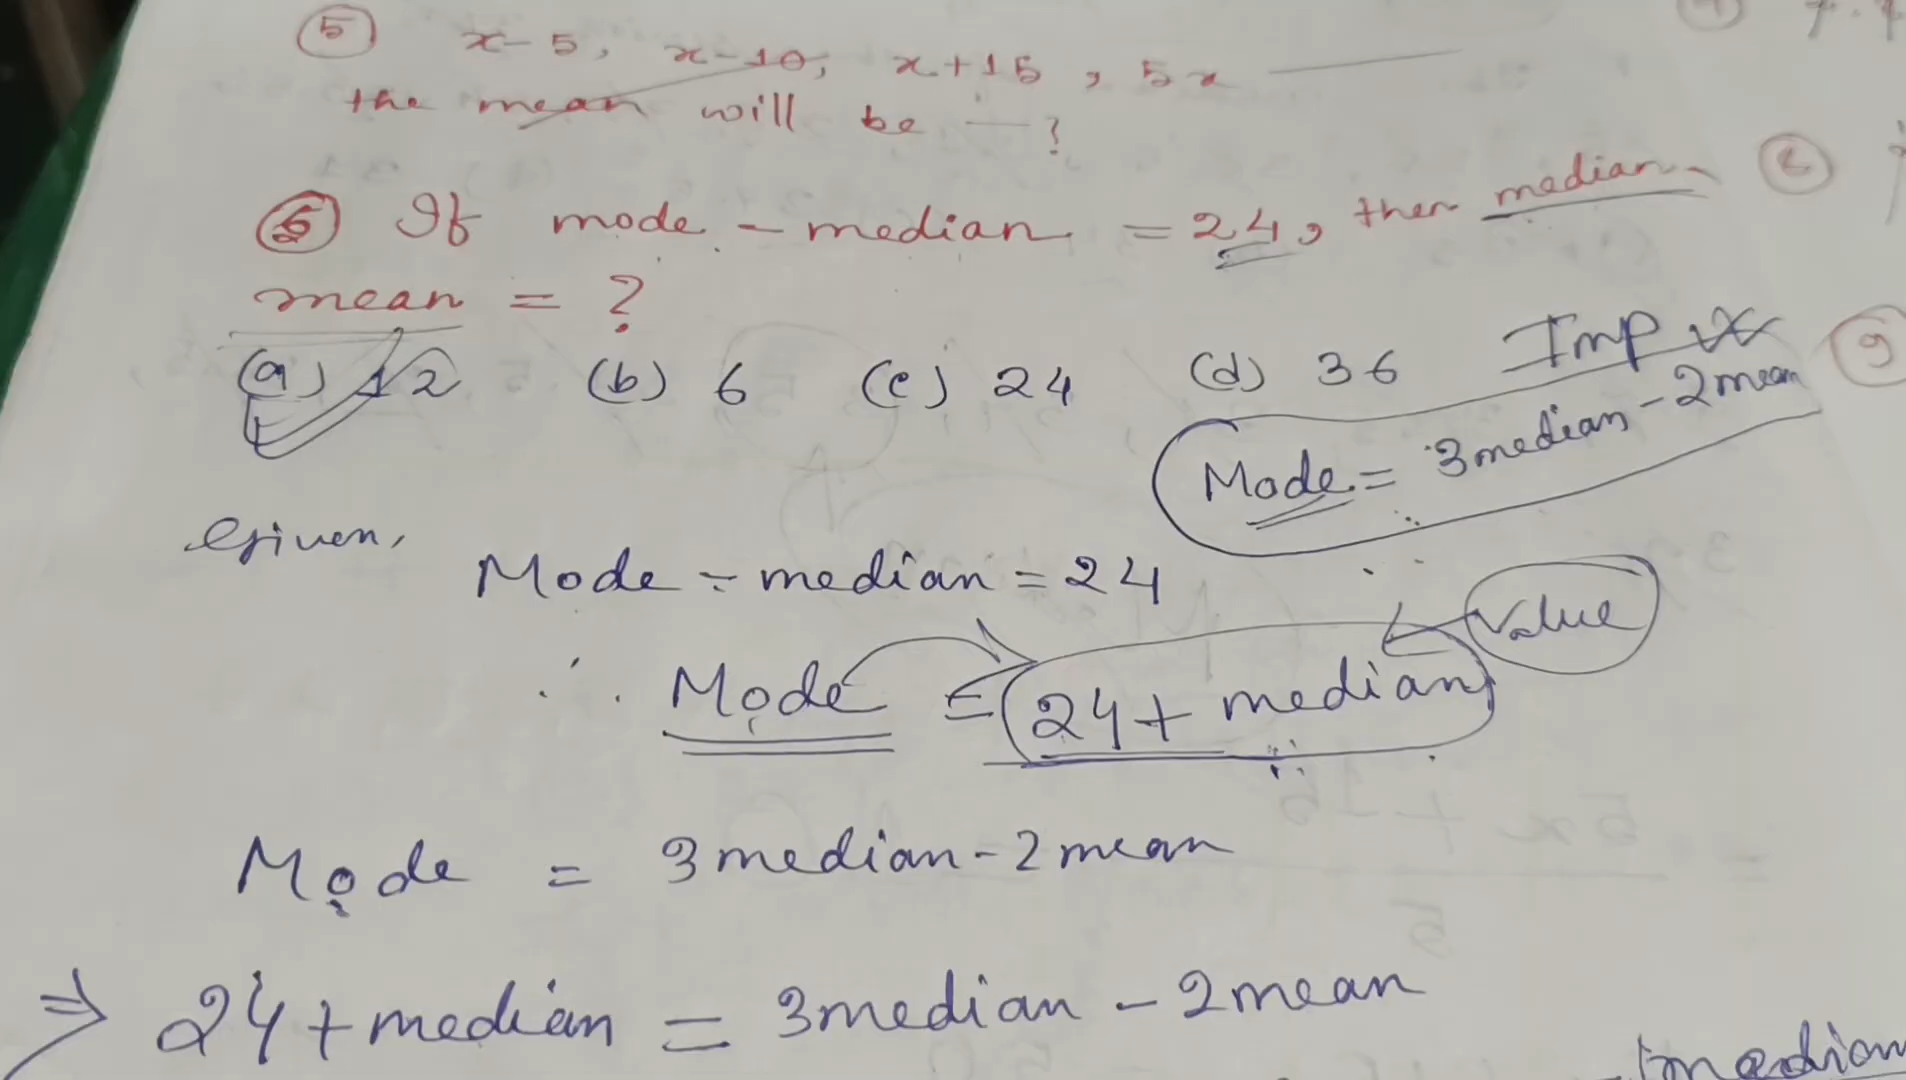 5 x-5, x-10, x+15, 5x
the mean will be — ?
6 If mode - median = 24, then median -
mean = ?
(a) 12 (b) 6 (c) 24 (d) 36
Imp
Mode = 3median - 2mean
Given,
Mode - median = 24
Value
∴ Mode = 24 + median
Mode = 3median - 2mean
⇒ 24 + median = 3median - 2mean
median
9